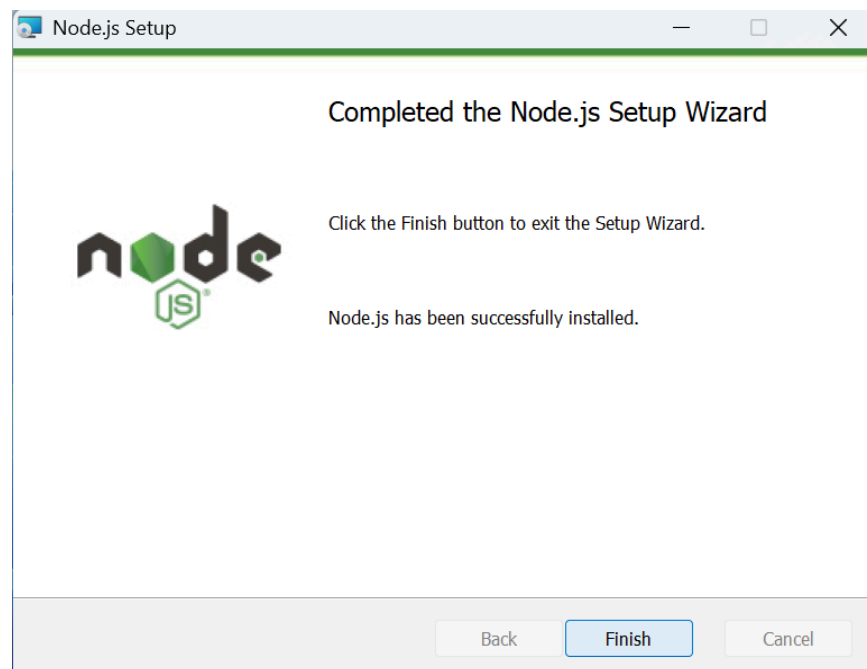 Node.js Setup
Completed the Node.js Setup Wizard
Click the Finish button to exit the Setup Wizard.
node
JS®
Node.js has been successfully installed.
Back Finish Cancel